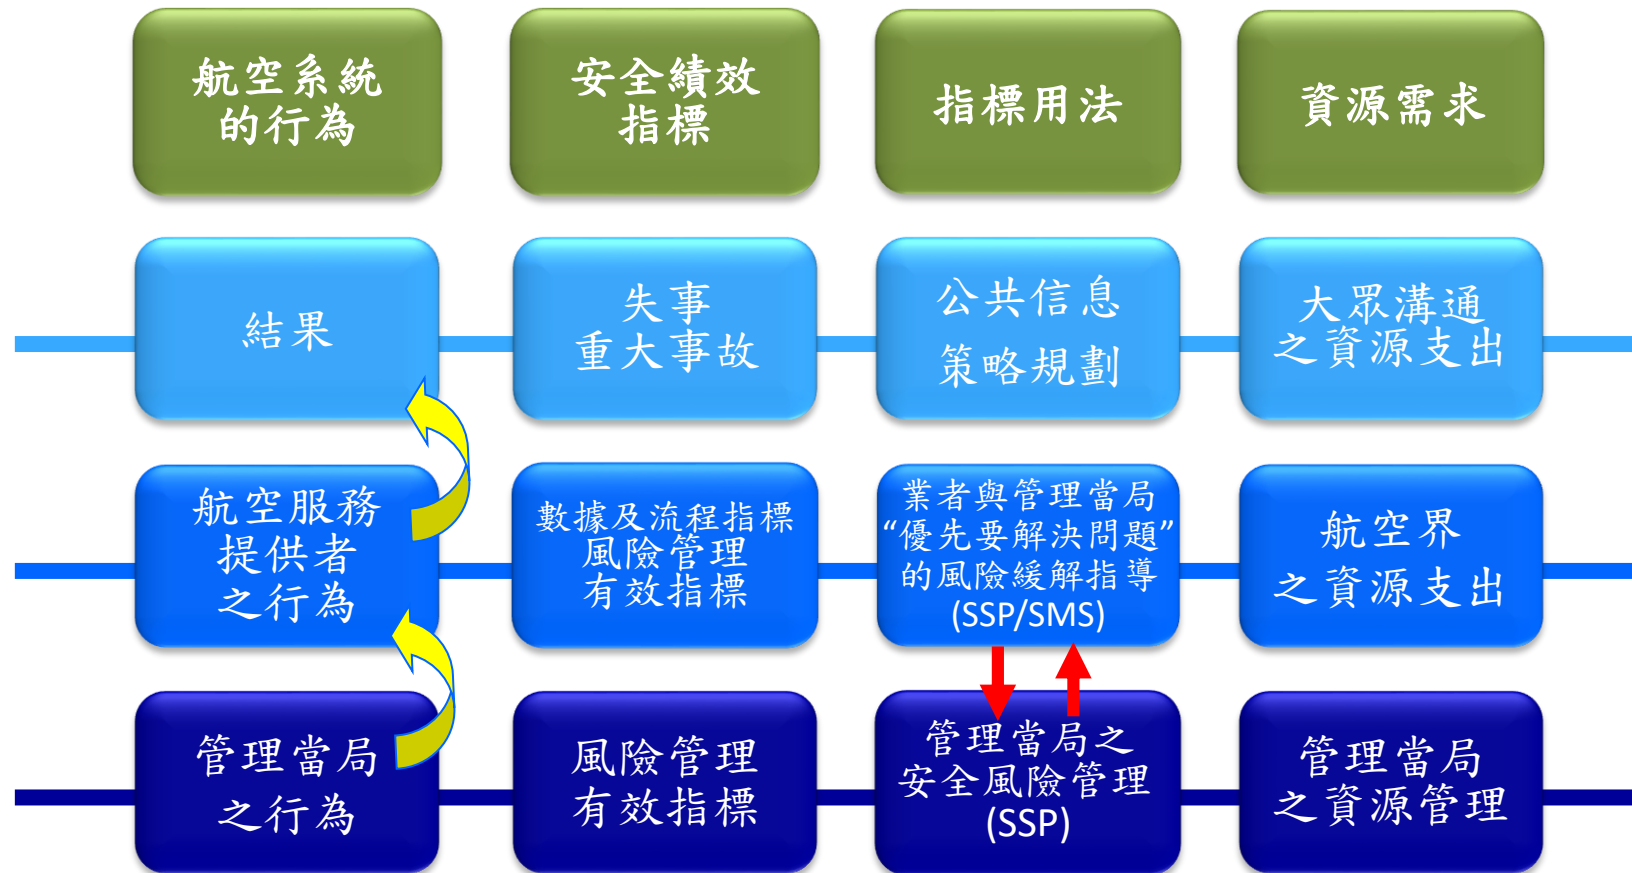 航空系統
的行為
安全績效
指標
指標用法
資源需求
結果
失事
重大事故
公共信息
策略規劃
大眾溝通
之資源支出
航空服務
提供者
之行為
數據及流程指標
風險管理
有效指標
業者與管理當局
“優先要解決問題”
的風險緩解指導
(SSP/SMS)
航空界
之資源支出
管理當局
之行為
風險管理
有效指標
管理當局之
安全風險管理
(SSP)
管理當局
之資源管理